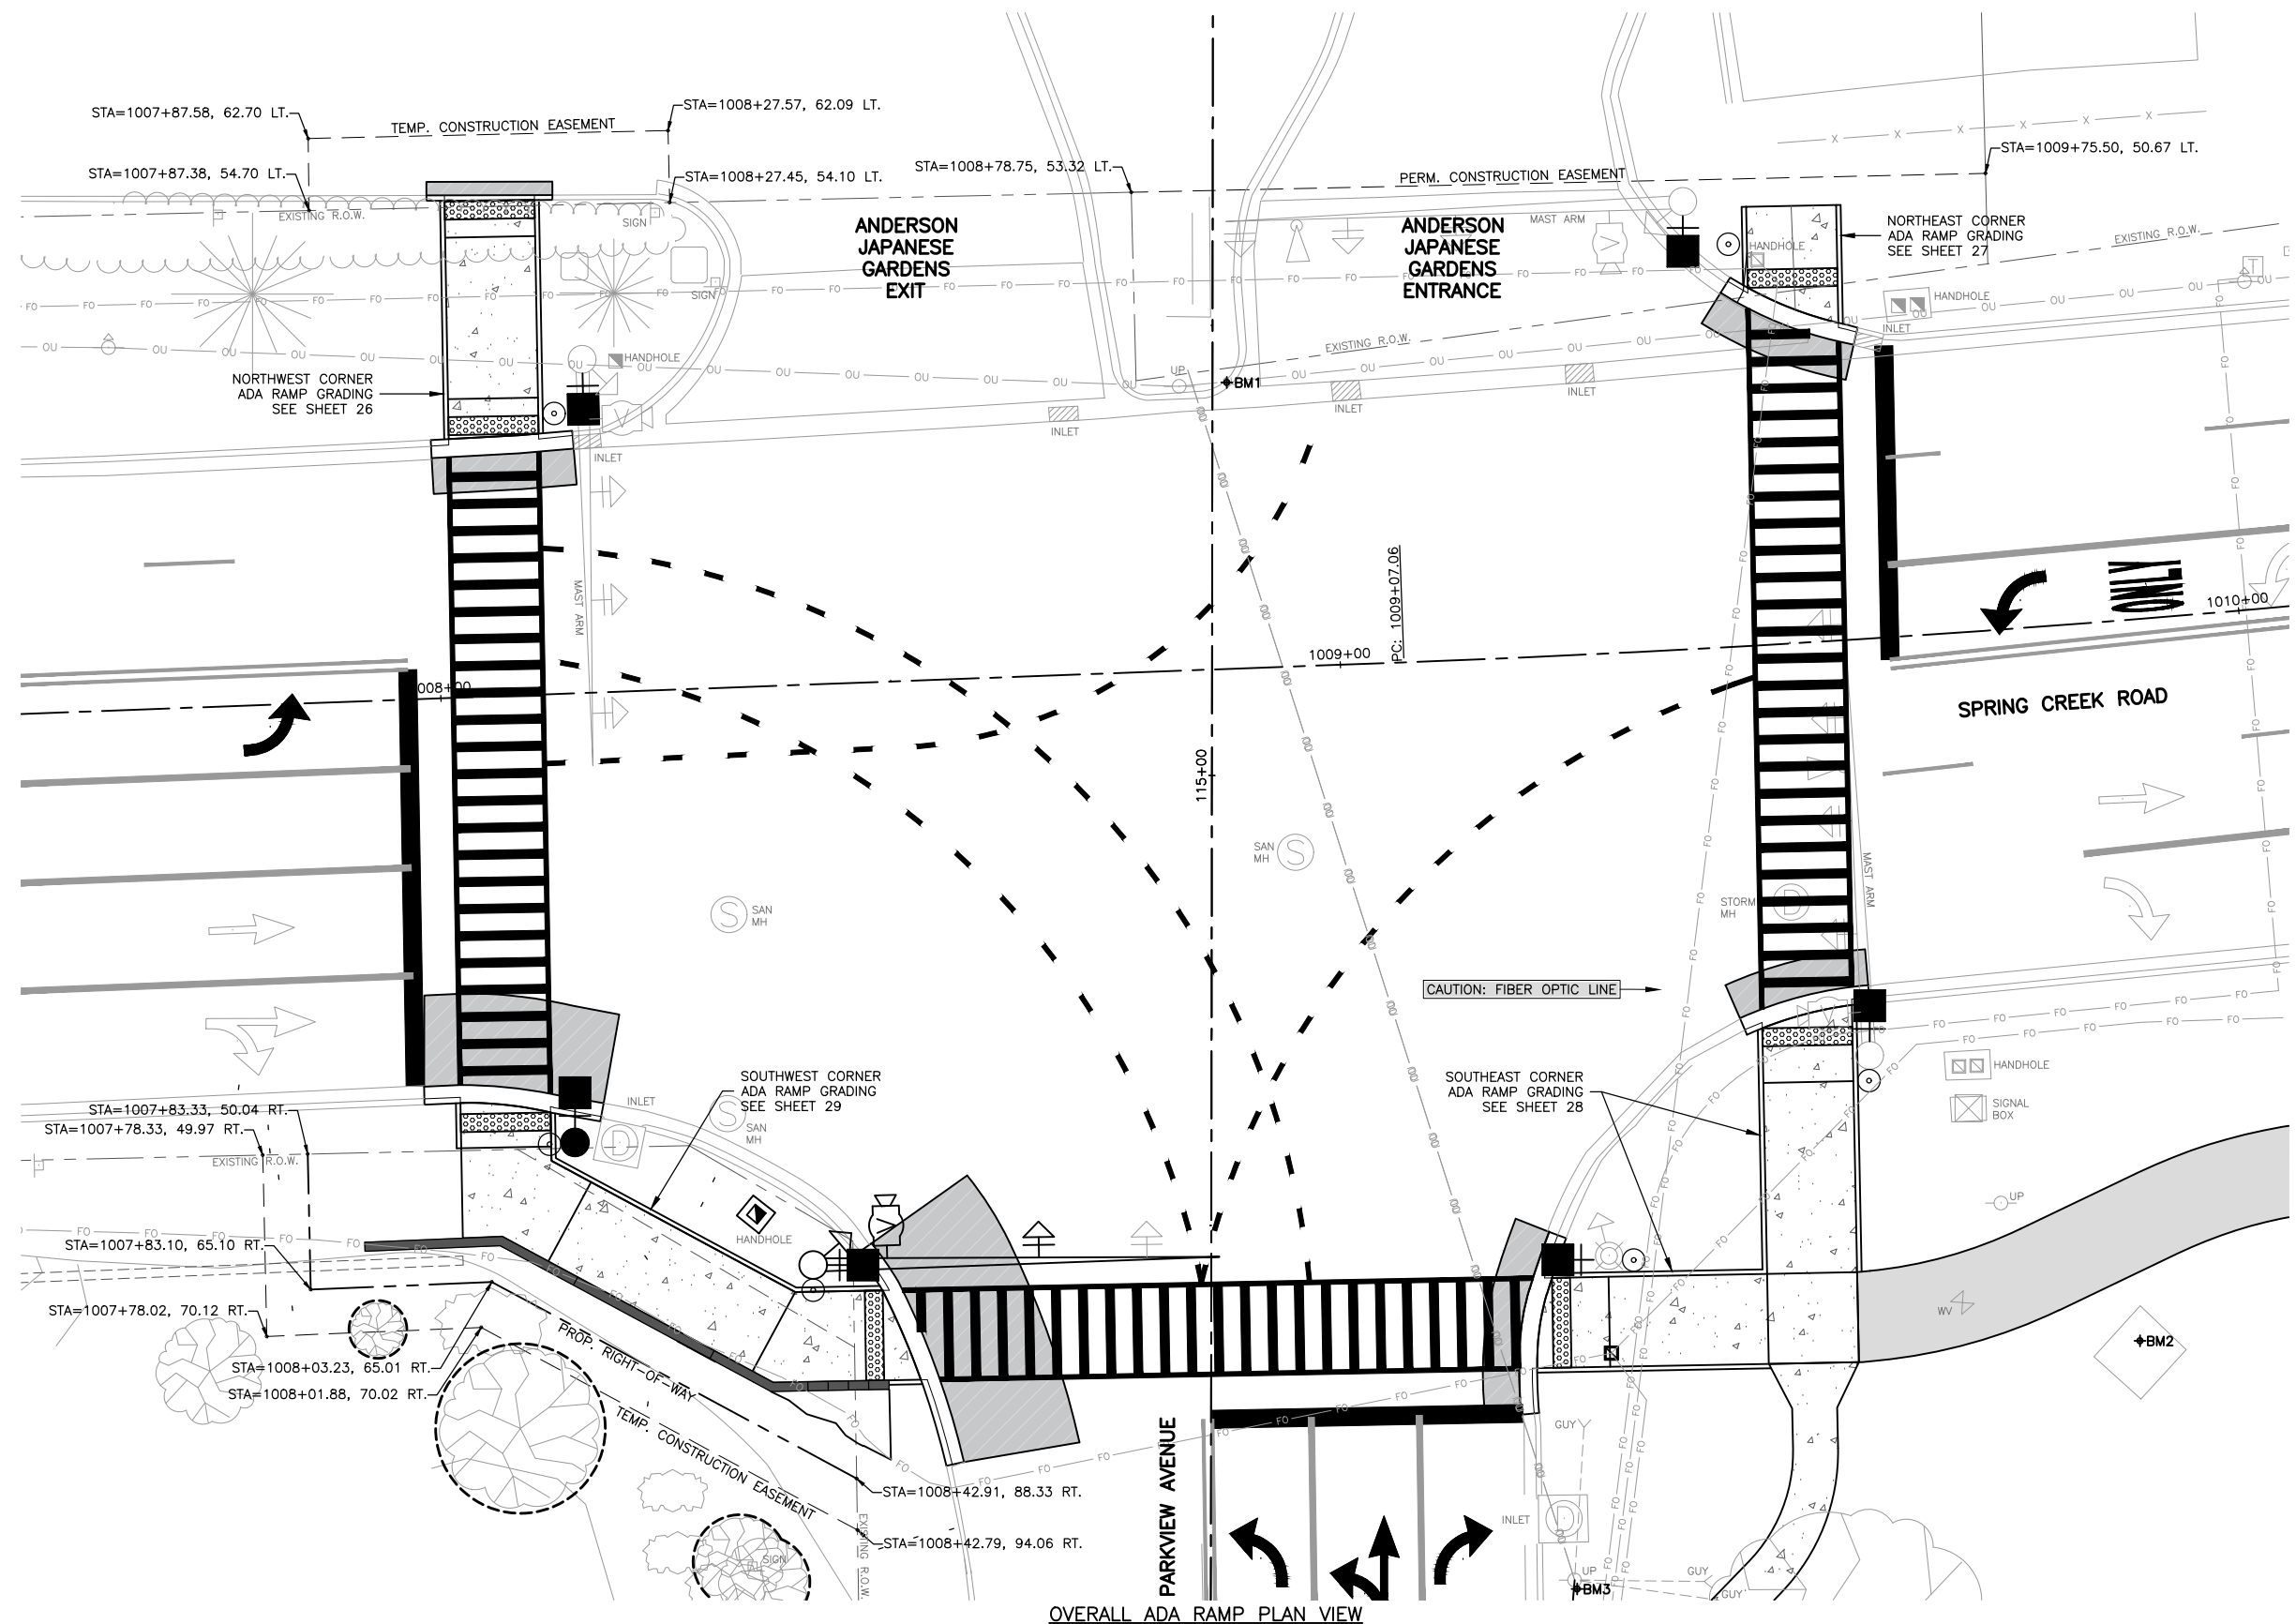 STA=1007+87.58, 62.70 LT.
TEMP. CONSTRUCTION EASEMENT
STA=1008+27.57, 62.09 LT.
STA=1007+87.38, 54.70 LT.
STA=1008+27.45, 54.10 LT.
STA=1008+78.75, 53.32 LT.
PERM. CONSTRUCTION EASEMENT
STA=1009+75.50, 50.67 LT.
EXISTING R.O.W.
SIGN
SIGN
ANDERSON
JAPANESE
GARDENS
EXIT
ANDERSON
JAPANESE
GARDENS
ENTRANCE
MAST ARM
HANDHOLE
NORTHEAST CORNER
ADA RAMP GRADING
SEE SHEET 27
EXISTING R.O.W.
HANDHOLE
INLET
EXISTING R.O.W.
NORTHWEST CORNER
ADA RAMP GRADING
SEE SHEET 26
HANDHOLE
UP
BM1
INLET
INLET
INLET
INLET
MAST ARM
PC: 1009+07.06
1009+00
1010+00
ONLY
008+00
SPRING CREEK ROAD
115+00
SAN
MH
SAN
MH
STORM
MH
MAST ARM
CAUTION: FIBER OPTIC LINE
SOUTHWEST CORNER
ADA RAMP GRADING
SEE SHEET 29
INLET
SAN
MH
SOUTHEAST CORNER
ADA RAMP GRADING
SEE SHEET 28
HANDHOLE
SIGNAL
BOX
STA=1007+83.33, 50.04 RT.
STA=1007+78.33, 49.97 RT.
EXISTING R.O.W.
HANDHOLE
UP
STA=1007+83.10, 65.10 RT.
STA=1007+78.02, 70.12 RT.
WV
BM2
PROP. RIGHT-OF-WAY
STA=1008+03.23, 65.01 RT.
STA=1008+01.88, 70.02 RT.
TEMP. CONSTRUCTION EASEMENT
PARKVIEW AVENUE
GUY
STA=1008+42.91, 88.33 RT.
EXISTING R.O.W.
STA=1008+42.79, 94.06 RT.
SIGN
INLET
UP
GUY
BM3
GUY
OVERALL ADA RAMP PLAN VIEW